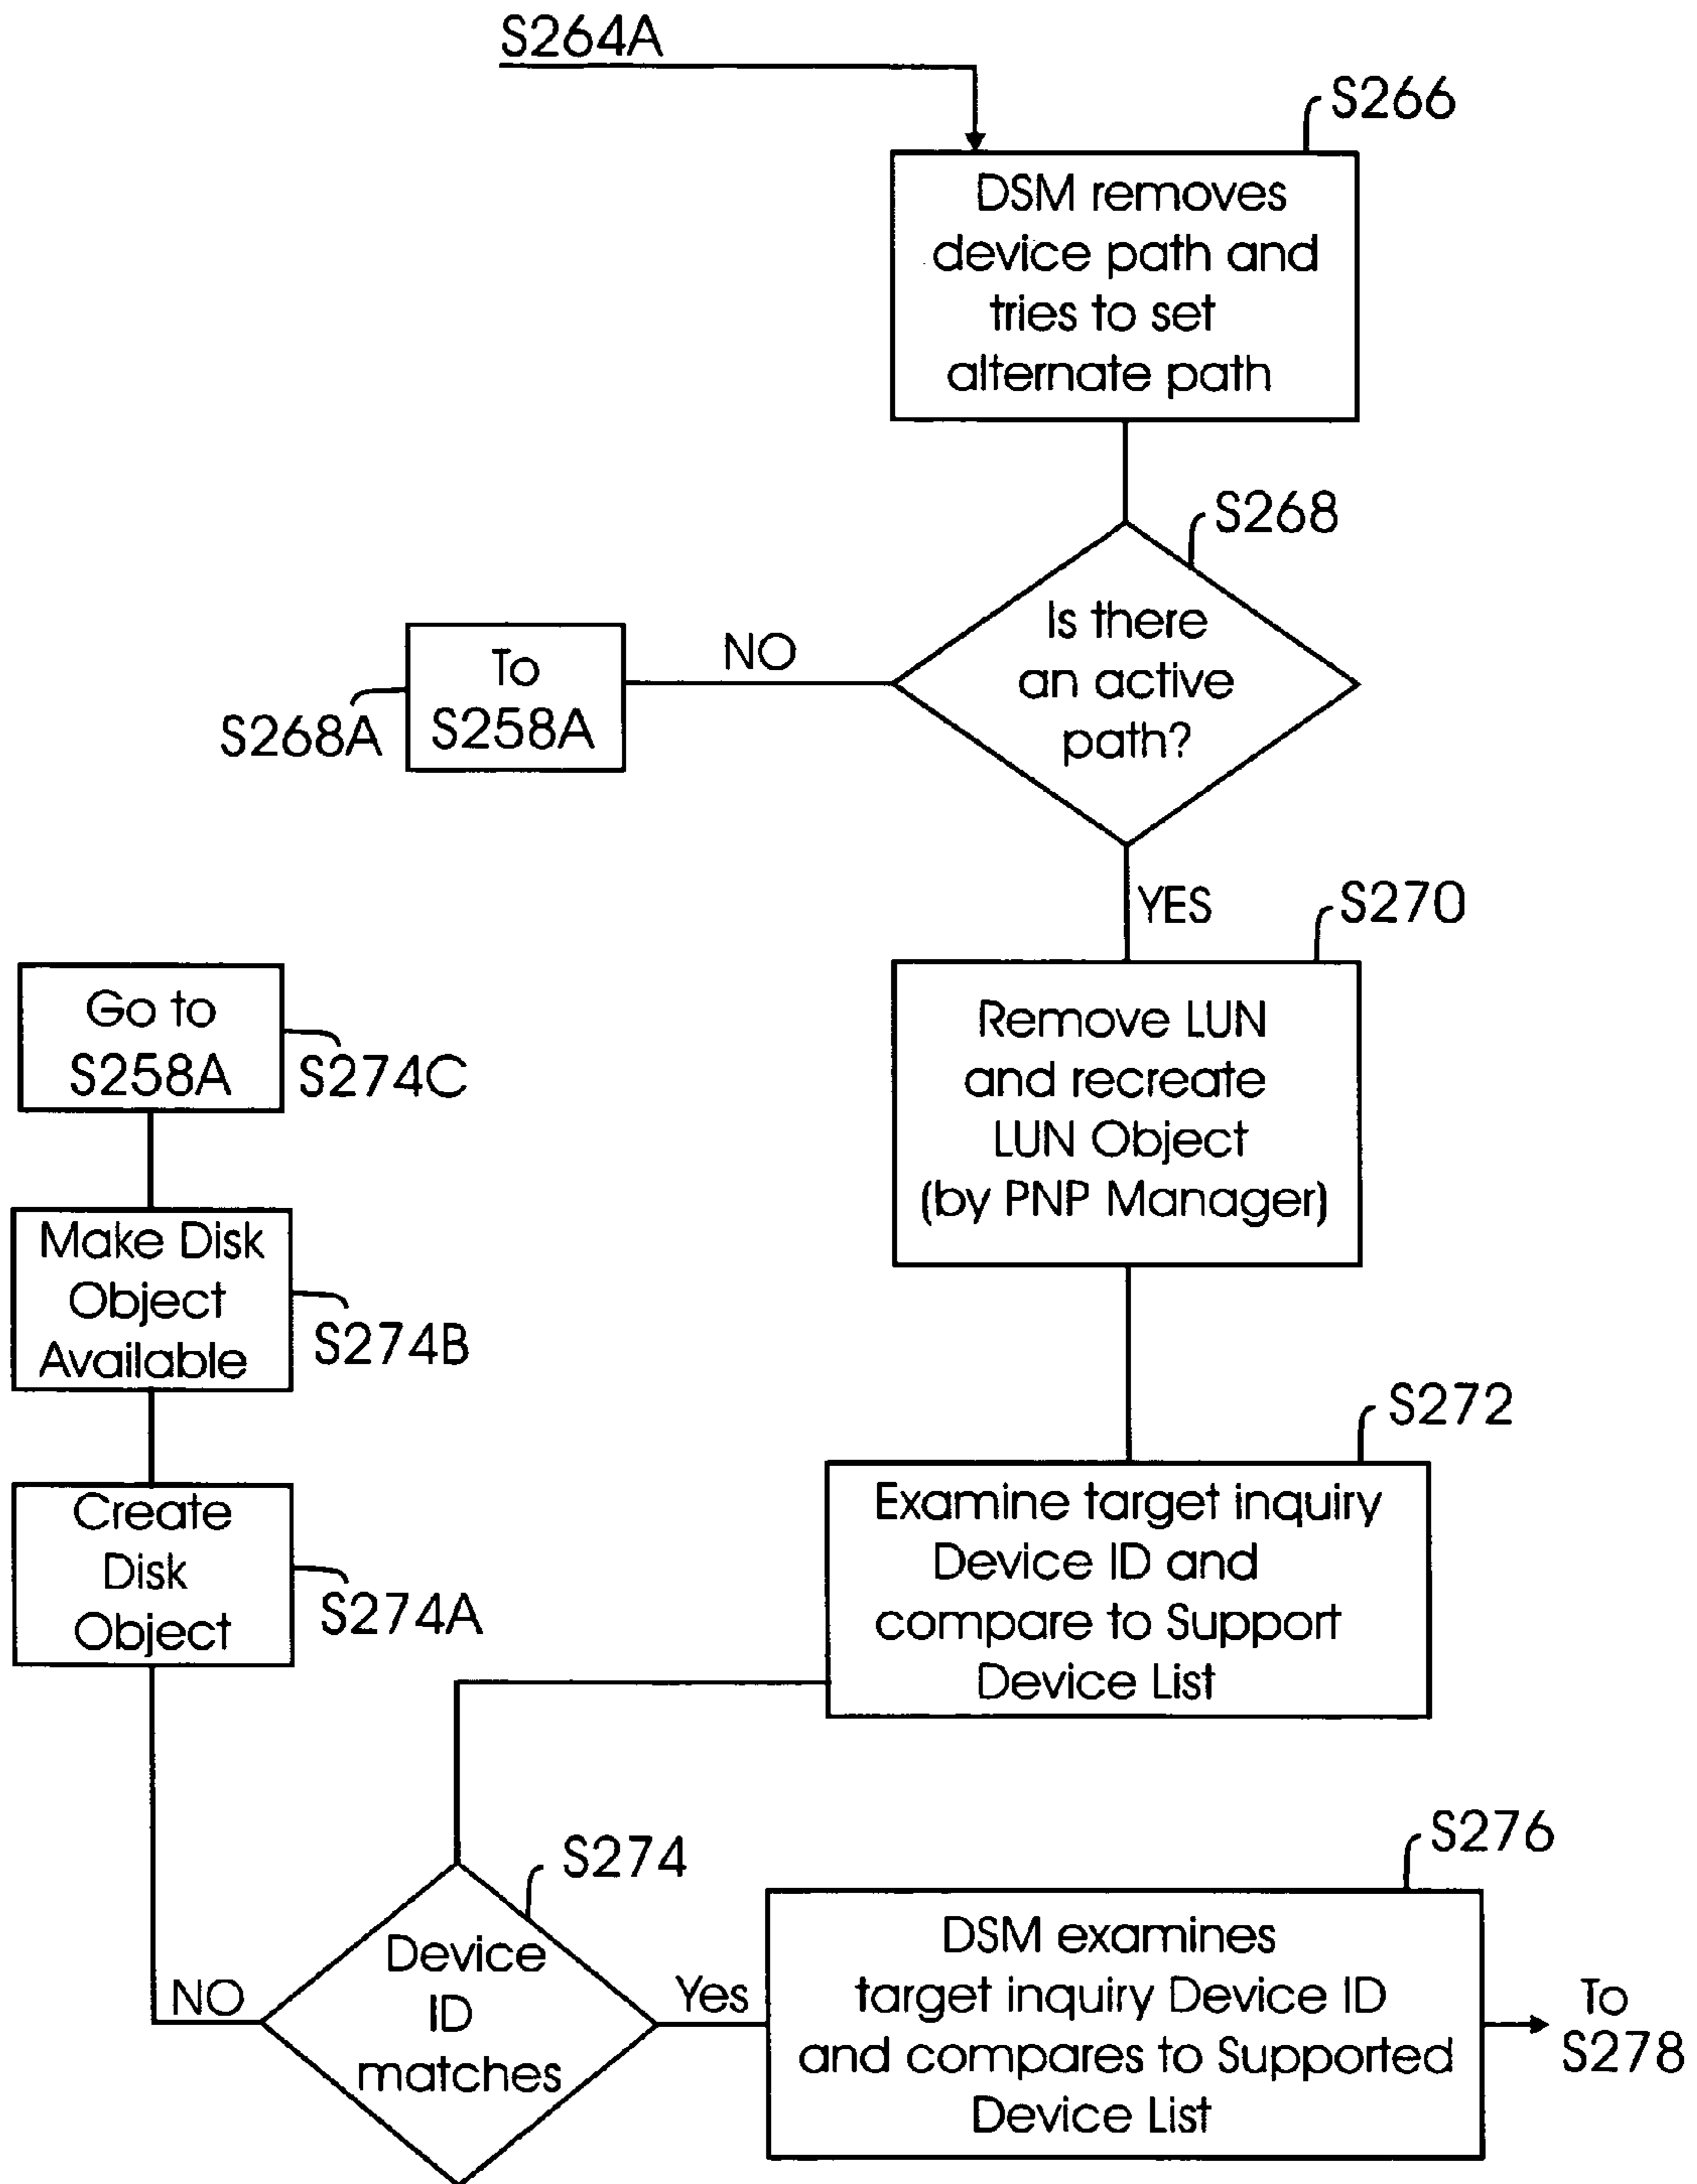 S264A
S266
DSM removes
device path and
tries to set
alternate path
S268
Is there
an active
path?
NO
To
S258A
S268A
YES
S270
Remove LUN
and recreate
LUN Object
(by PNP Manager)
S272
Examine target inquiry
Device ID and
compare to Support
Device List
S274
Device
ID
matches
NO
Create
Disk
Object
S274A
Make Disk
Object
Available
S274B
Go to
S258A
S274C
Yes
S276
DSM examines
target inquiry Device ID
and compares to Supported
Device List
To
S278